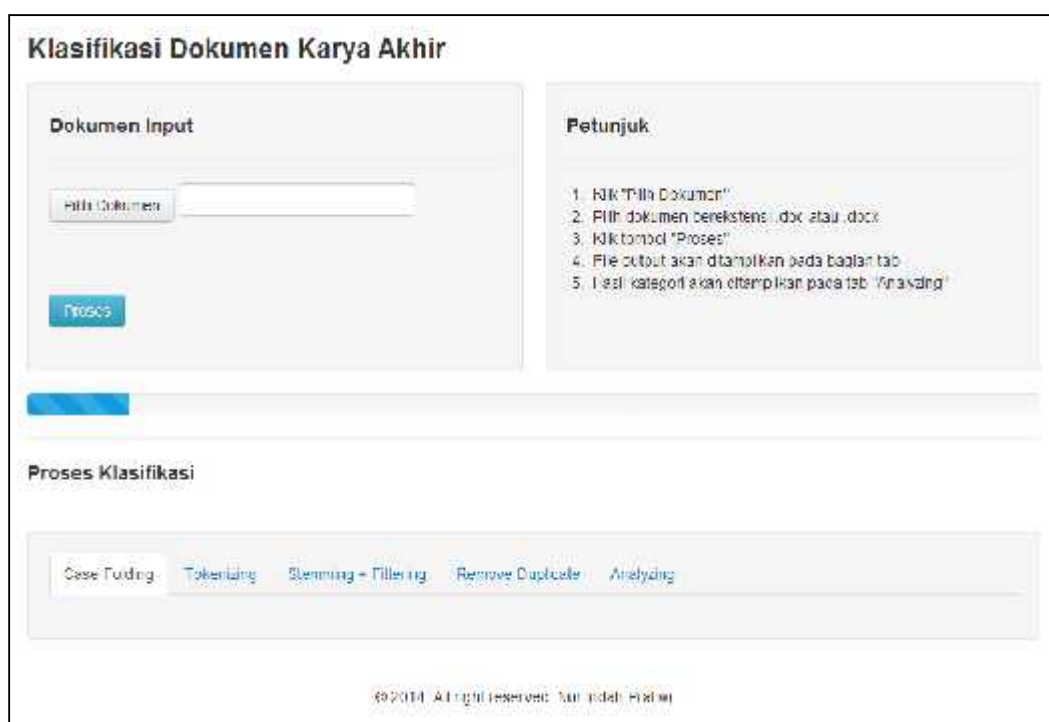 Klasifikasi Dokumen Karya Akhir
Dokumen Input
Pilih Dokumen
Proses
Petunjuk
1. Klik "Pilih Dokumen"
2. Pilih dokumen berekstensi .doc atau .docx
3. Klik tombol "Proses"
4. File output akan ditampilkan pada bagian tab
5. Hasil kategori akan ditampilkan pada tab "Analyzing"
Proses Klasifikasi
Case Folding Tokenizing Stemming + Filtering Remove Duplicate Analyzing
© 2014 All right reserved Nur Indah